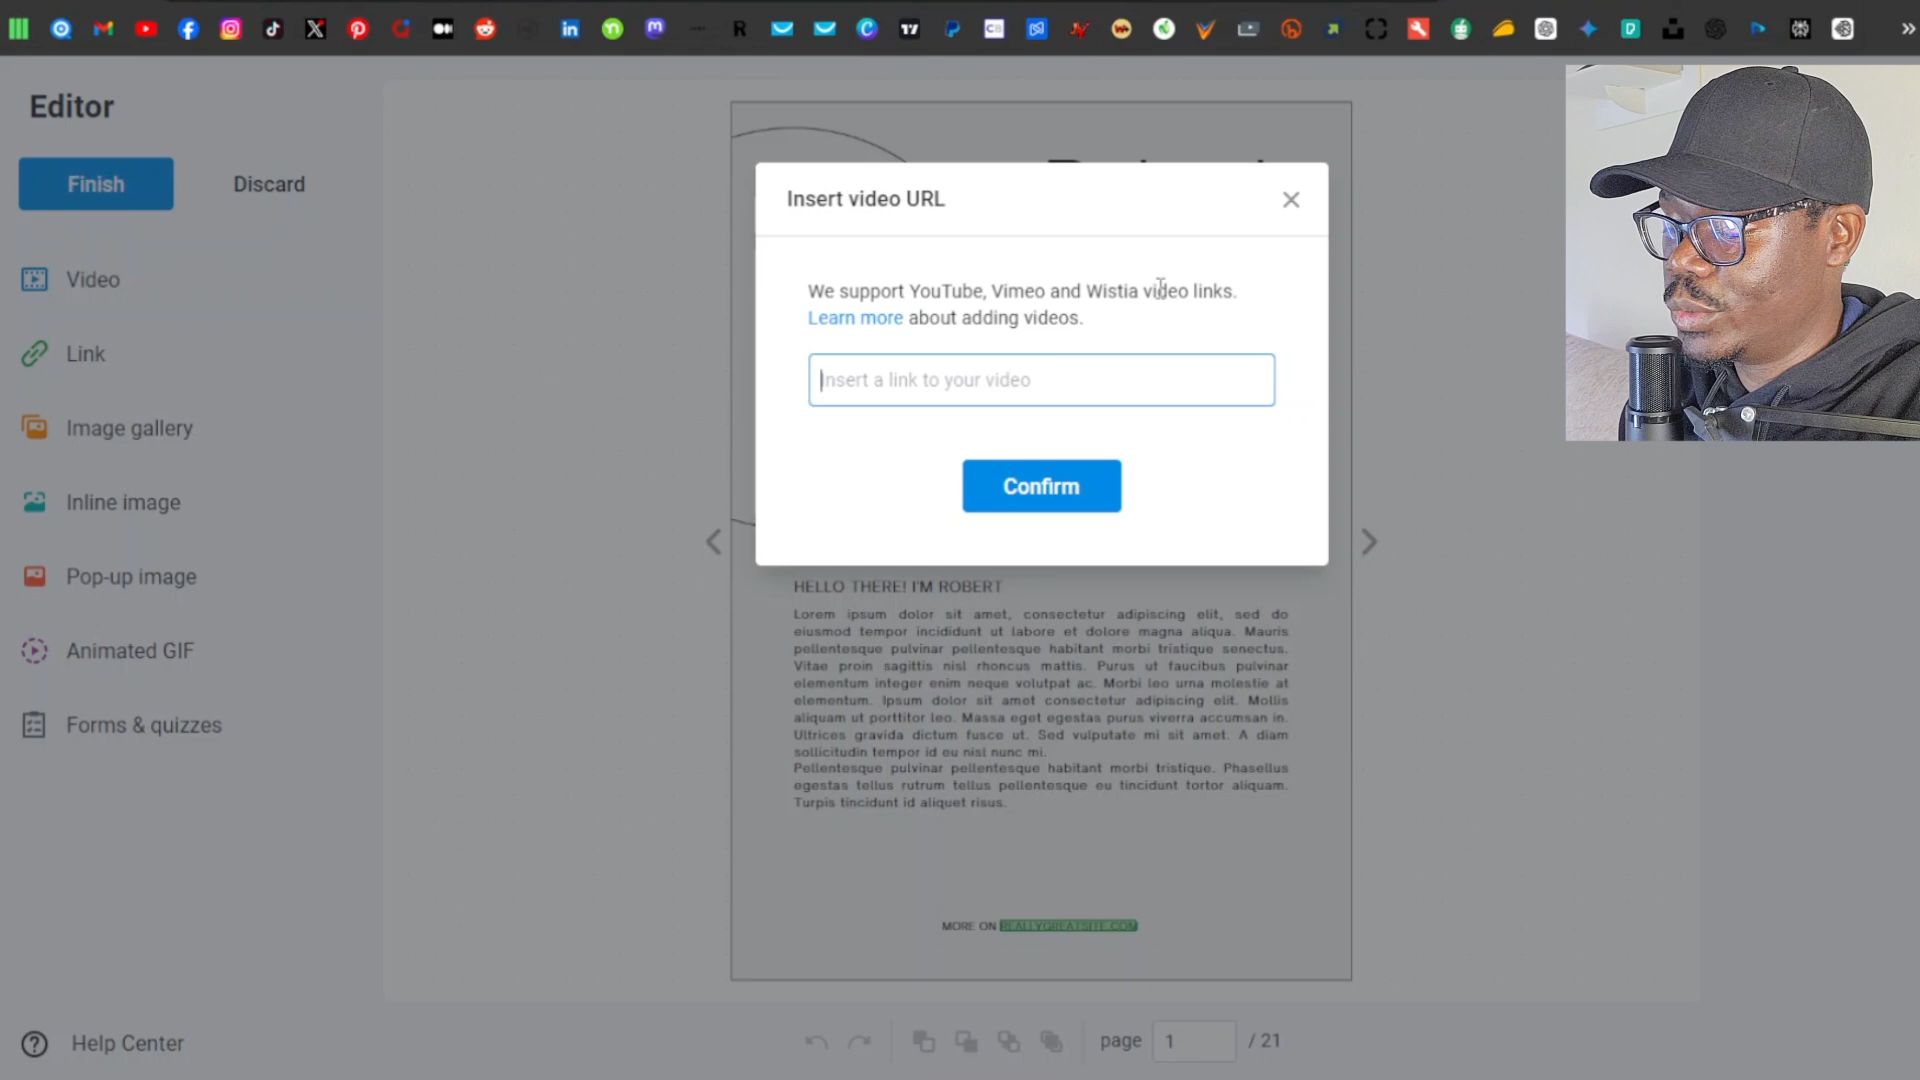 Editor
Finish
Discard
Video
Link
Image gallery
Inline image
Pop-up image
Animated GIF
Forms & quizzes
Help Center
Insert video URL
We support YouTube, Vimeo and Wistia video links.
Learn more about adding videos.
Insert a link to your video
Confirm
HELLO THERE! I'M ROBERT
Lorem ipsum dolor sit amet, consectetur adipiscing elit, sed do
eiusmod tempor incididunt ut labore et dolore magna aliqua. Mauris
pellentesque pulvinar pellentesque habitant morbi tristique senectus.
Vitae proin sagittis nisl rhoncus mattis. Purus ut faucibus pulvinar
elementum integer enim neque volutpat ac. Morbi leo urna molestie at
elementum. Ipsum dolor sit amet consectetur adipiscing elit. Mollis
aliquam ut porttitor leo. Massa eget egestas purus viverra accumsan in.
Ultrices gravida dictum fusce ut. Sed vulputate mi sit amet. A diam
sollicitudin tempor id eu nisl nunc mi.
Pellentesque pulvinar pellentesque habitant morbi tristique. Phasellus
egestas tellus rutrum tellus pellentesque eu tincidunt tortor aliquam.
Turpis tincidunt id aliquet risus.
MORE ON REALLYGREATSITE.COM
page 1 / 21